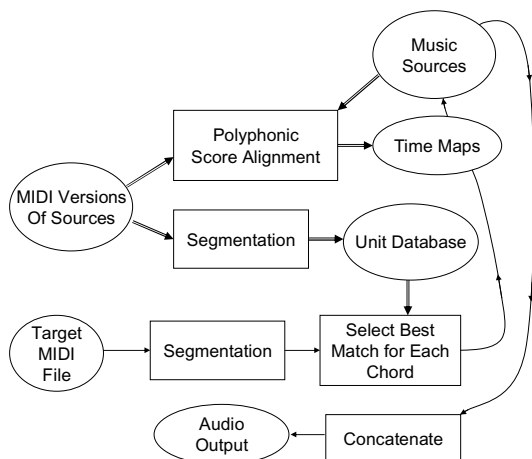 Music
Sources
Polyphonic
Score Alignment
Time Maps
MIDI Versions
Of Sources
Segmentation
Unit Database
Target
MIDI
File
Segmentation
Select Best
Match for Each
Chord
Audio
Output
Concatenate